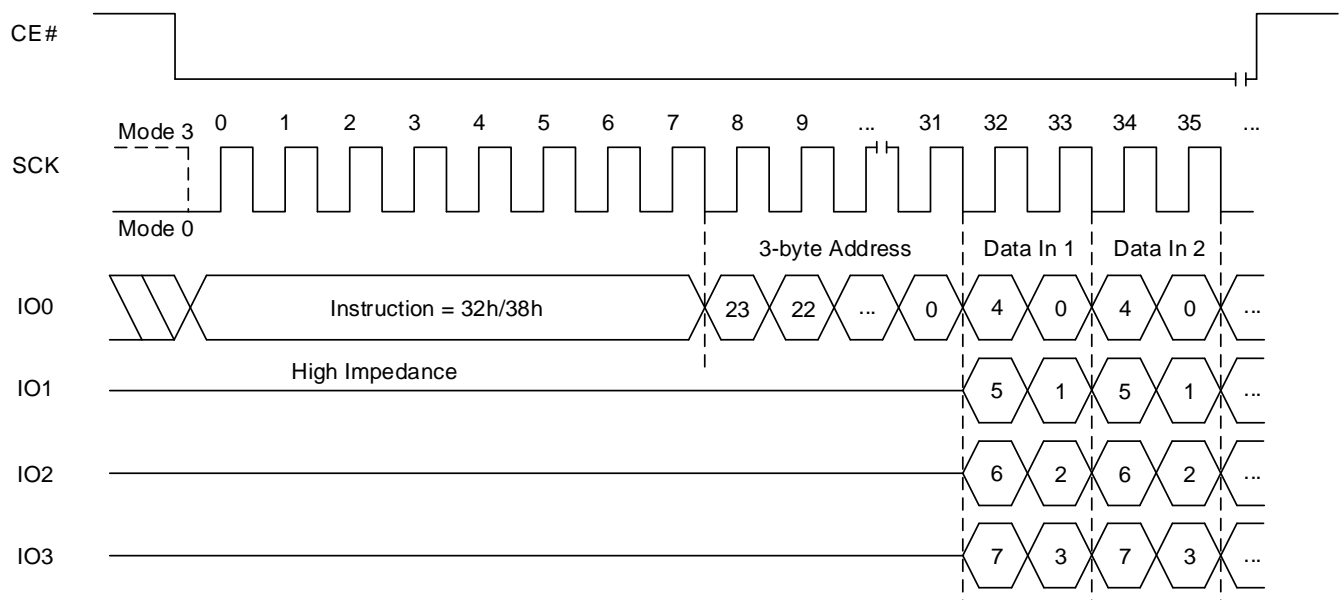 CE#
Mode 3 0 1 2 3 4 5 6 7 8 9 ... 31 32 33 34 35 ...
SCK
Mode 0
3-byte Address Data In 1 Data In 2
IO0 Instruction = 32h/38h 23 22 ... 0 4 0 4 0 ...
High Impedance
IO1 5 1 5 1 ...
IO2 6 2 6 2 ...
IO3 7 3 7 3 ...